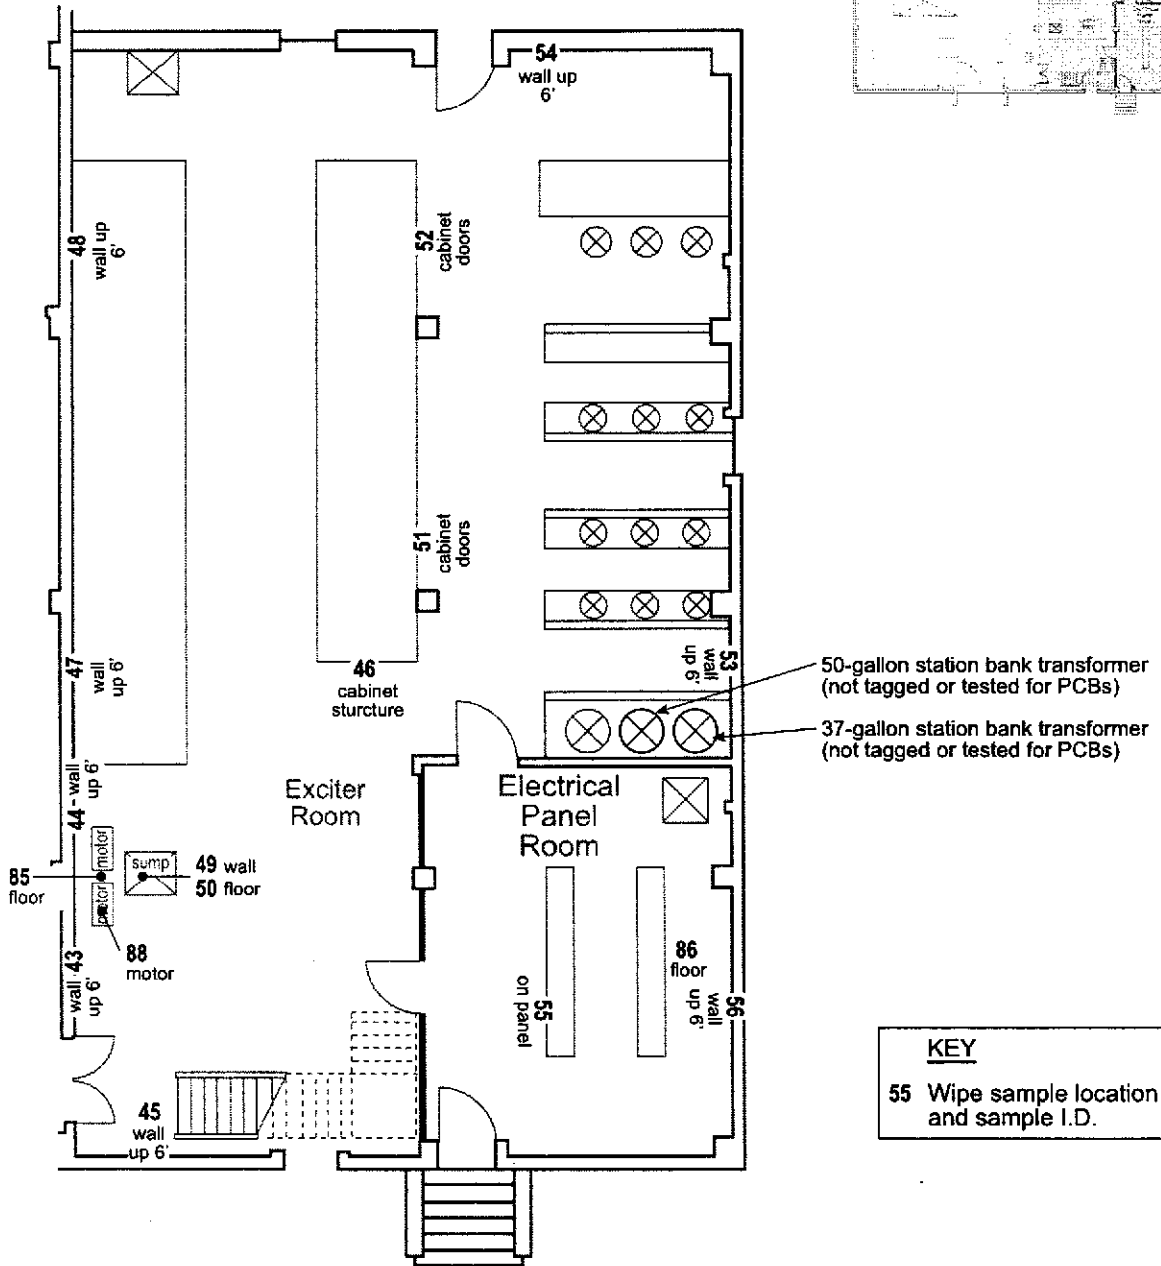 54
wall up
6'
48
wall up
6'
52
cabinet
doors
51
cabinet
doors
47
wall
up 6'
46
cabinet
sturcture
53
wall
up 6'
50-gallon station bank transformer
(not tagged or tested for PCBs)
37-gallon station bank transformer
(not tagged or tested for PCBs)
44 - wall
up 6'
Exciter
Room
Electrical
Panel
Room
motor
sump
49 wall
50 floor
85
floor
motor
88
motor
43
wall
up 6'
86
floor
55
on panel
56
wall
up 6'
45
wall
up 6'
KEY
55 Wipe sample location
and sample I.D.